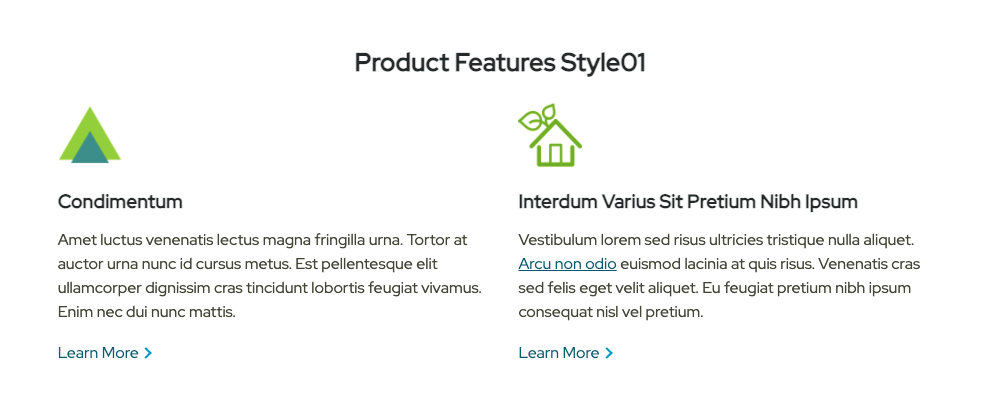 Product Features Style01
Condimentum
Amet luctus venenatis lectus magna fringilla urna. Tortor at
auctor urna nunc id cursus metus. Est pellentesque elit
ullamcorper dignissim cras tincidunt lobortis feugiat vivamus.
Enim nec dui nunc mattis.
Learn More
Interdum Varius Sit Pretium Nibh Ipsum
Vestibulum lorem sed risus ultricies tristique nulla aliquet.
Arcu non odio euismod lacinia at quis risus. Venenatis cras
sed felis eget velit aliquet. Eu feugiat pretium nibh ipsum
consequat nisl vel pretium.
Learn More